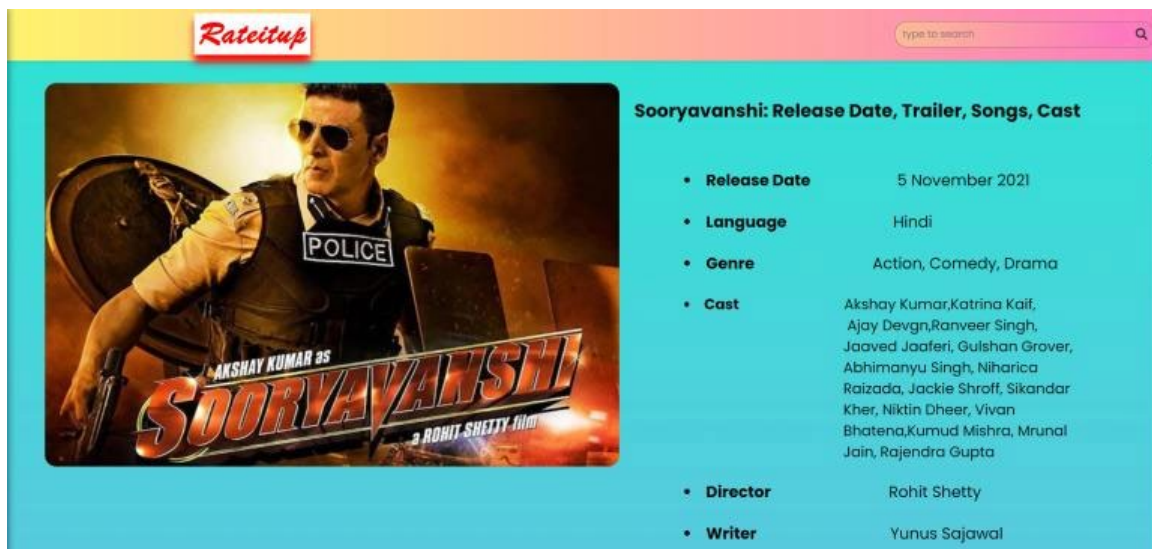 Rateitup
type to search
Sooryavanshi: Release Date, Trailer, Songs, Cast
POLICE
AKSHAY KUMAR as
SOORYAVANSHI
a ROHIT SHETTY film
• Release Date 5 November 2021
• Language Hindi
• Genre Action, Comedy, Drama
• Cast Akshay Kumar,Katrina Kaif,
Ajay Devgn,Ranveer Singh,
Jaaved Jaaferi, Gulshan Grover,
Abhimanyu Singh, Niharica
Raizada, Jackie Shroff, Sikandar
Kher, Niktin Dheer, Vivan
Bhatena,Kumud Mishra, Mrunal
Jain, Rajendra Gupta
• Director Rohit Shetty
• Writer Yunus Sajawal